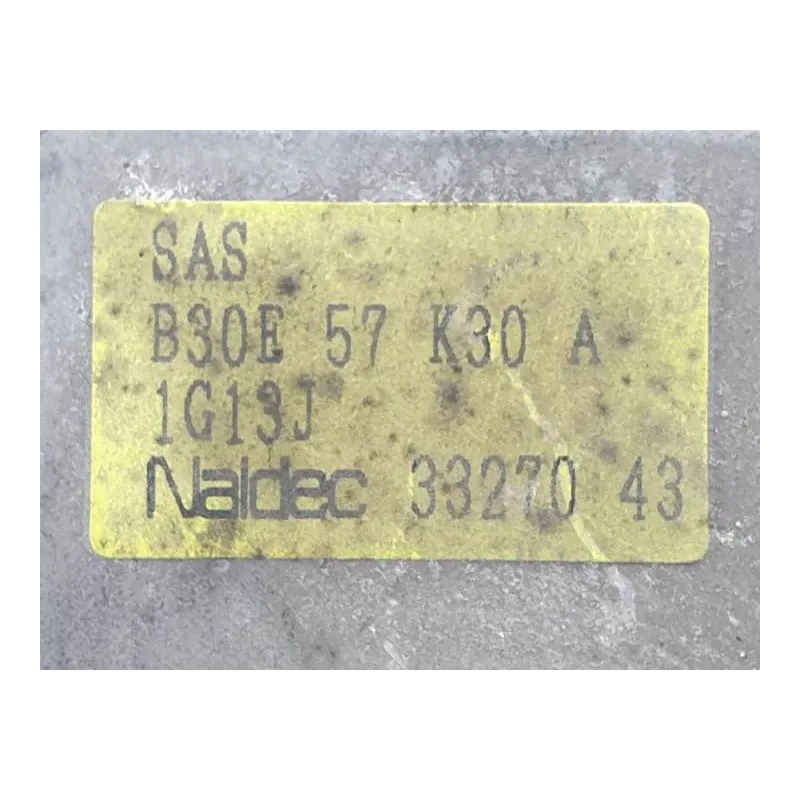 SAS
B30E 57 K30 A
1G13J
Naldec 33270 43